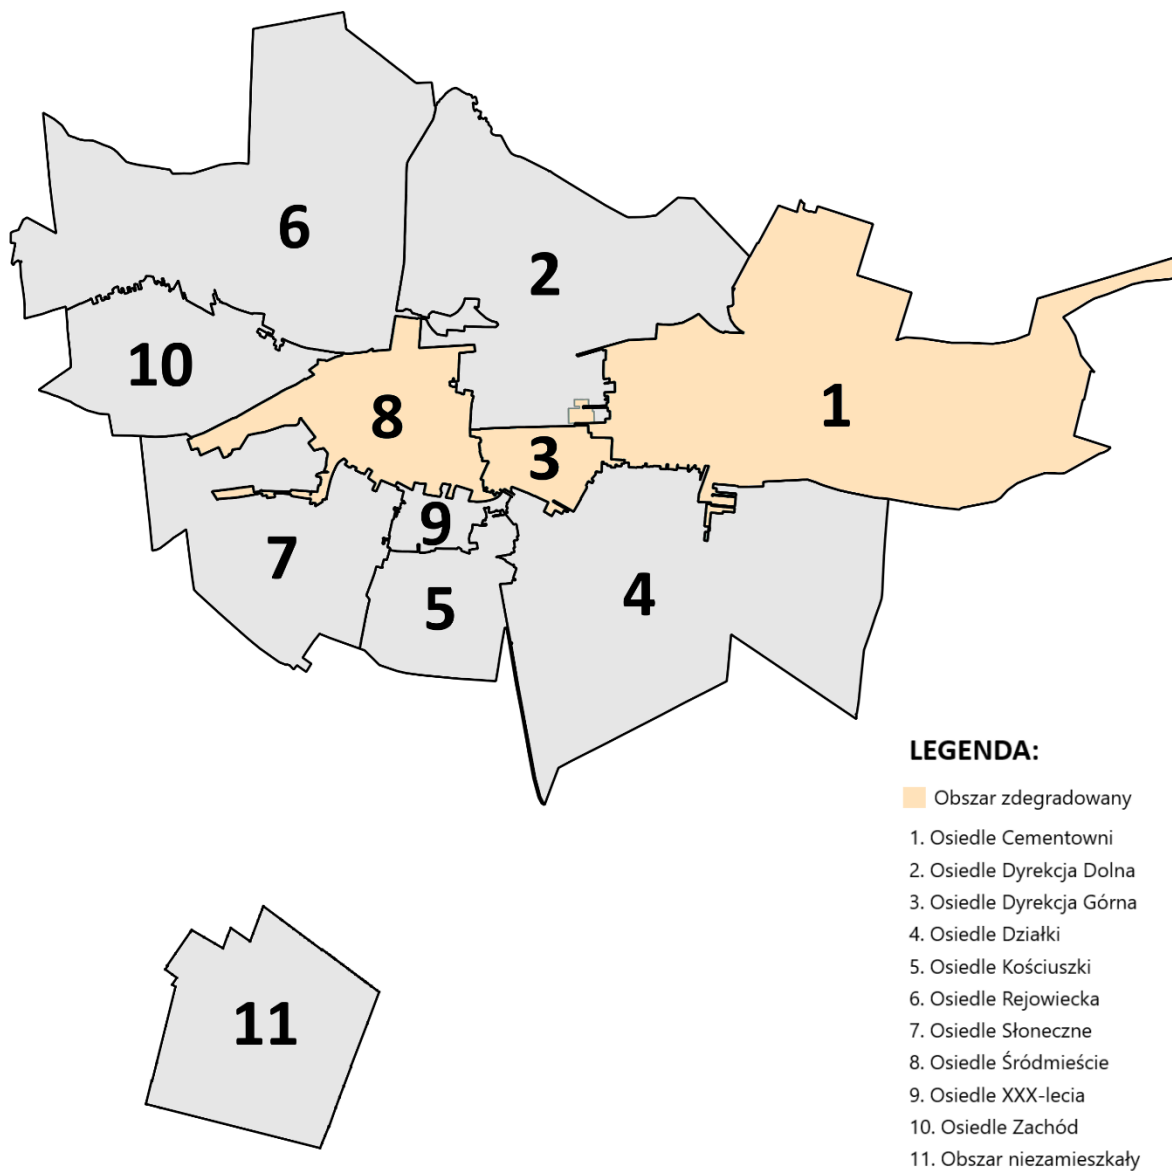 6
2
10
8
1
3
9
7
5
4
11
LEGENDA:
Obszar zdegradowany
1. Osiedle Cementowni
2. Osiedle Dyrekcja Dolna
3. Osiedle Dyrekcja Górna
4. Osiedle Działki
5. Osiedle Kościuszki
6. Osiedle Rejowiecka
7. Osiedle Słoneczne
8. Osiedle Śródmieście
9. Osiedle XXX-lecia
10. Osiedle Zachód
11. Obszar niezamieszkały